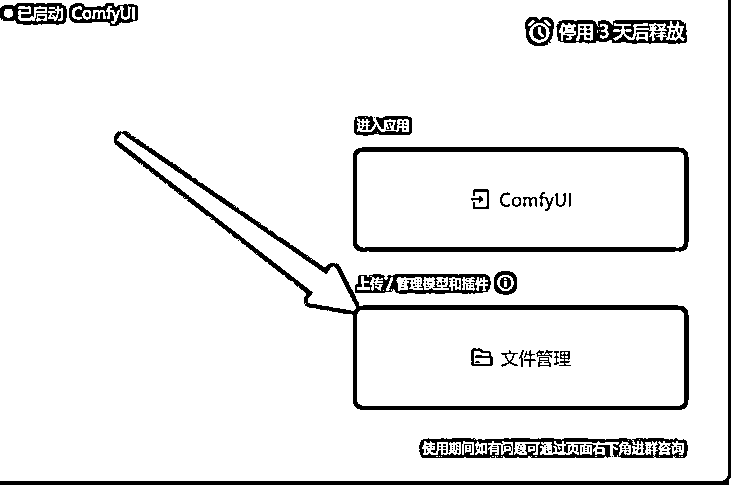 已启动 ComfyUI
停用 3 天后释放
进入应用
ComfyUI
上传 / 管理模型和插件
文件管理
使用期间如有问题可通过页面右下角进群咨询